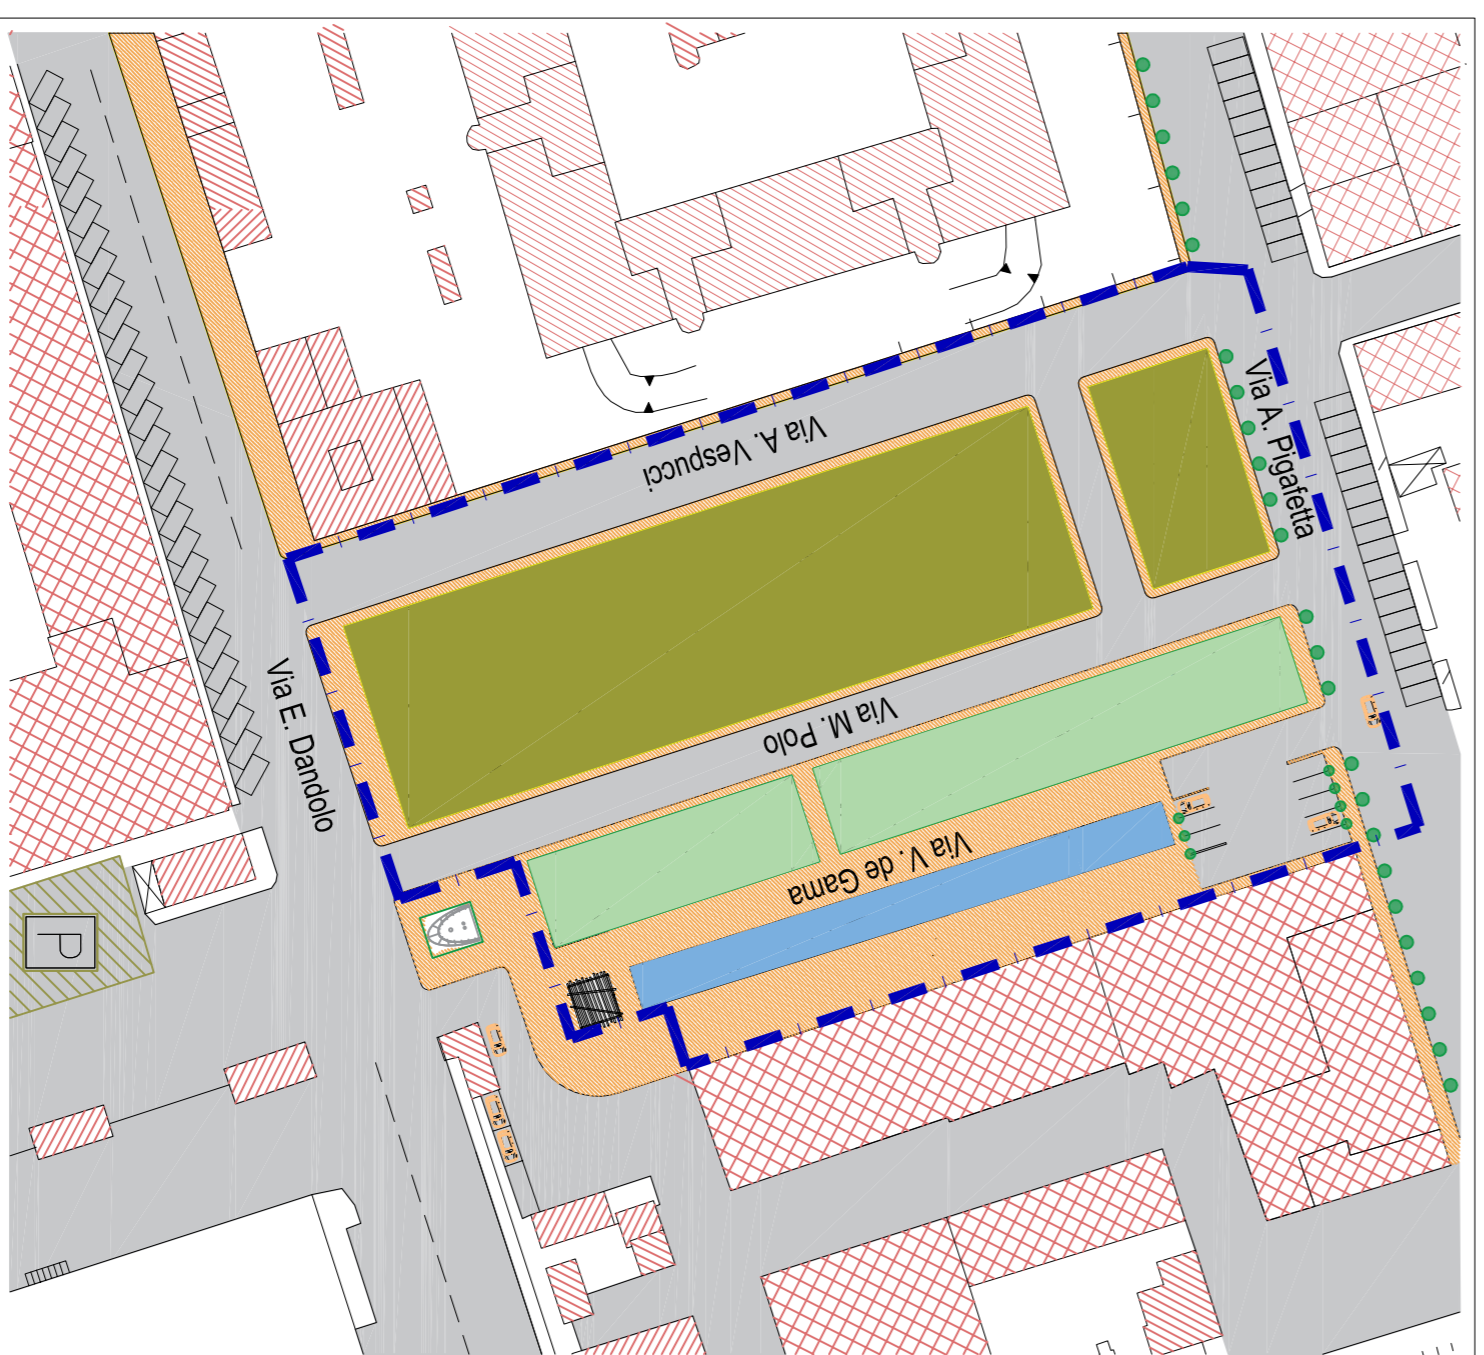 Via A. Vespucci
Via A. Pigafetta
Via E. Dandolo
Via M. Polo
Via V. de Gama
P